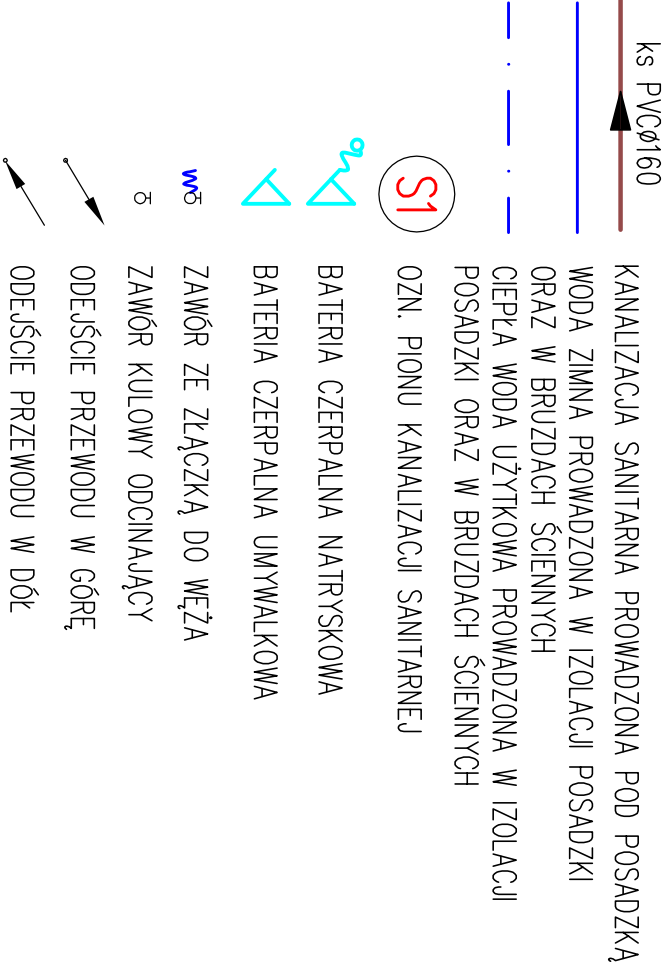 ks PVCø160
KANALIZACJA SANITARNA PROWADZONA POD POSADZKĄ
WODA ZIMNA PROWADZONA W IZOLACJI POSADZKI
ORAZ W BRUZDACH ŚCIENNYCH
CIEPŁA WODA UŻYTKOWA PROWADZONA W IZOLACJI
POSADZKI ORAZ W BRUZDACH ŚCIENNYCH
S1
OZN. PIONU KANALIZACJI SANITARNEJ
BATERIA CZERPALNA NATRYSKOWA
BATERIA CZERPALNA UMYWALKOWA
ZAWÓR ZE ZŁĄCZKĄ DO WĘŻA
ZAWÓR KULOWY ODCINAJĄCY
ODEJŚCIE PRZEWODU W GÓRĘ
ODEJŚCIE PRZEWODU W DÓŁ